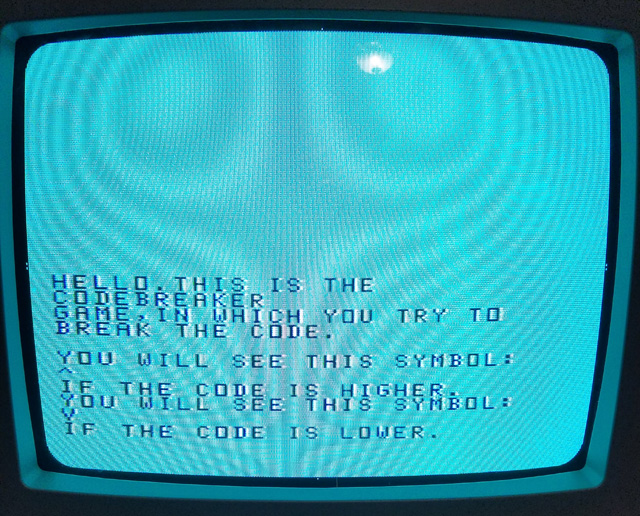 HELLO.THIS IS THE
CODEBREAKER
GAME,IN WHICH YOU TRY TO
BREAK THE CODE.
YOU WILL SEE THIS SYMBOL:
^
IF THE CODE IS HIGHER.
YOU WILL SEE THIS SYMBOL:
V
IF THE CODE IS LOWER.